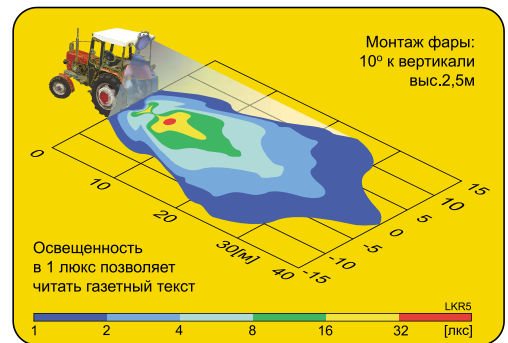 Монтаж фары:
10º к вертикали
выс.2,5м
0
10
20
30[м]
40
-15
-10
-5
0
5
10
15
Освещенность
в 1 люкс позволяет
читать газетный текст
LKR5
1 2 4 8 16 32 [лкс]